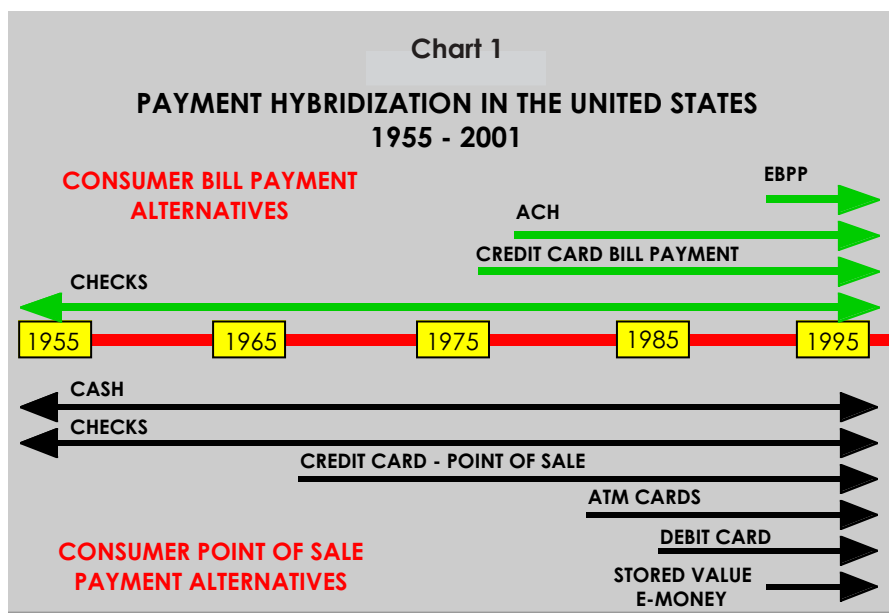 Chart 1
PAYMENT HYBRIDIZATION IN THE UNITED STATES
1955 - 2001
CONSUMER BILL PAYMENT
ALTERNATIVES
EBPP
ACH
CREDIT CARD BILL PAYMENT
CHECKS
1955 1965 1975 1985 1995
CASH
CHECKS
CREDIT CARD - POINT OF SALE
ATM CARDS
DEBIT CARD
CONSUMER POINT OF SALE
PAYMENT ALTERNATIVES
STORED VALUE
E-MONEY